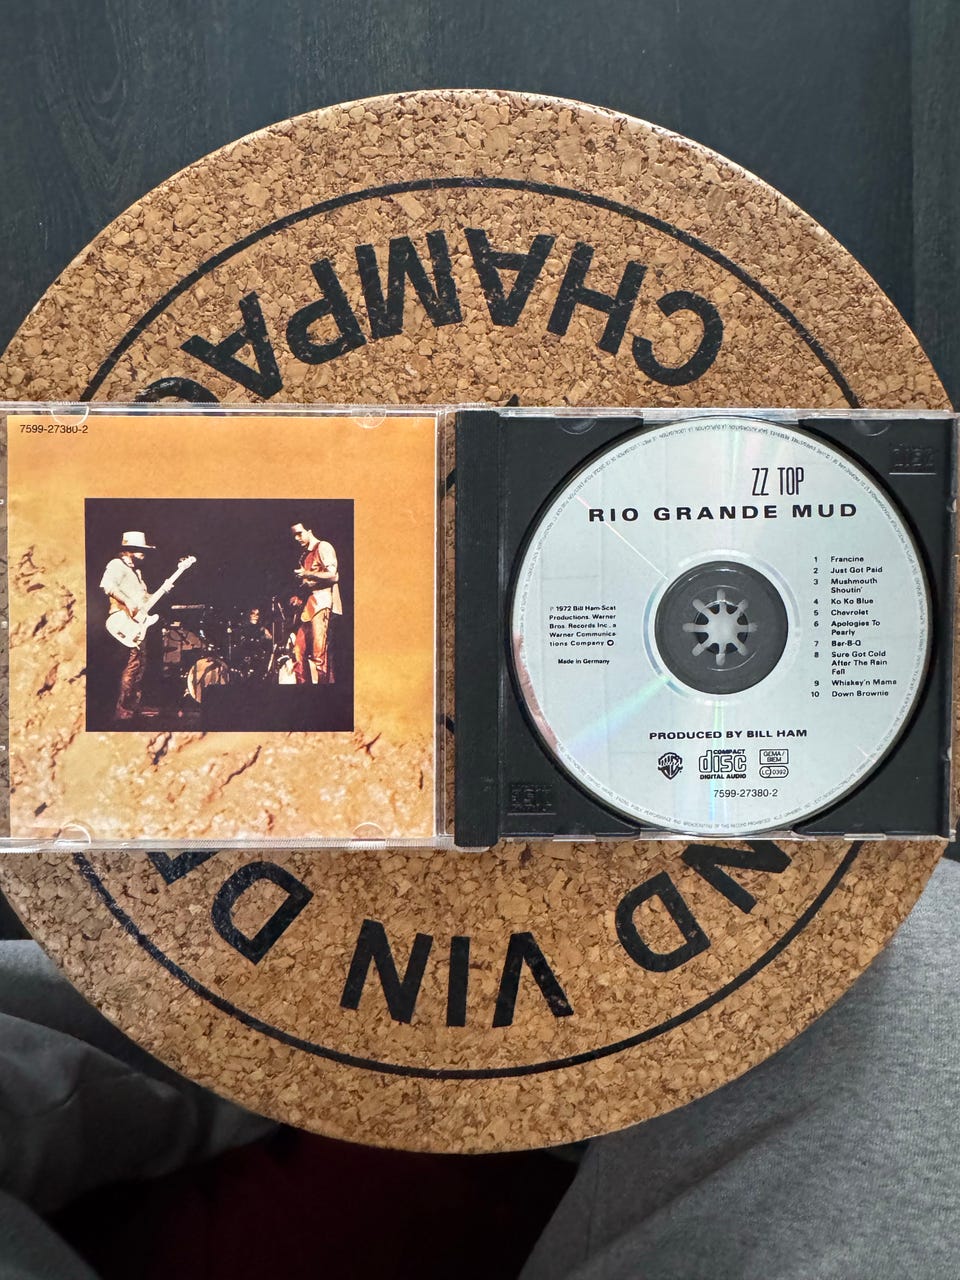 CHAMPAG
7599-27380-2
ZZ TOP
RIO GRANDE MUD
1 Francine
2 Just Got Paid
3 Mushmouth
Shoutin'
4 Ko Ko Blue
5 Chevrolet
6 Apologies To
Pearly
7 Bar-B-Q
8 Sure Got Cold
After The Rain
Fell
9 Whiskey'n Mama
10 Down Brownie
℗ 1972 Bill Ham-Scat
Productions. Warner
Bros. Records Inc., a
Warner Communica-
tions Company
Made in Germany
PRODUCED BY BILL HAM
COMPACT
disc
DIGITAL AUDIO
GEMA/
BIEM
LC 0392
7599-27380-2
VIN DE